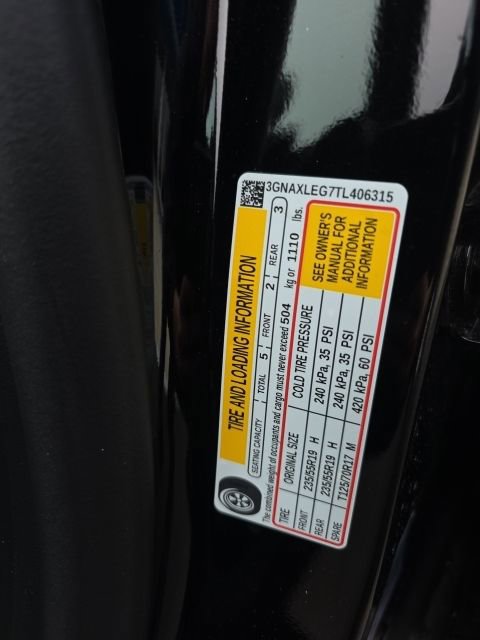 3GNAXLEG7TL406315
TIRE AND LOADING INFORMATION
SEATING CAPACITY TOTAL 5 FRONT 2 REAR 3
The combined weight of occupants and cargo must never exceed 504 kg or 1110 lbs.
TIRE ORIGINAL SIZE COLD TIRE PRESSURE
FRONT 235/55R19 H 240 kPa, 35 PSI
REAR 235/55R19 H 240 kPa, 35 PSI
SPARE T125/70R17 M 420 kPa, 60 PSI
SEE OWNER'S
MANUAL FOR
ADDITIONAL
INFORMATION